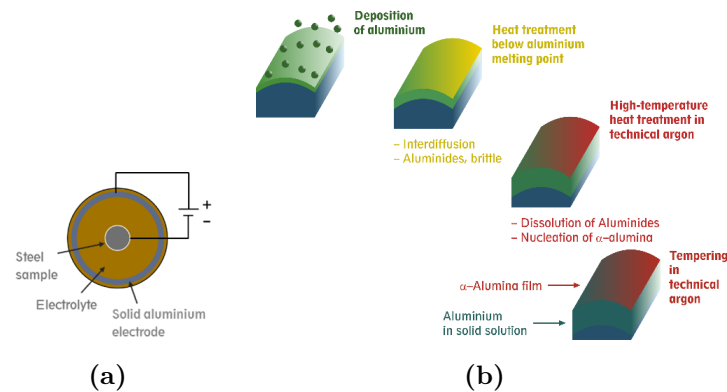 +
−
Steel
sample
Electrolyte
Solid aluminium
electrode
(a)
Deposition
of aluminium
Heat treatment
below aluminium
melting point
– Interdiffusion
– Aluminides, brittle
High-temperature
heat treatment in
technical argon
– Dissolution of Aluminides
– Nucleation of α-alumina
Tempering
in
technical
argon
α-Alumina film
Aluminium
in solid solution
(b)